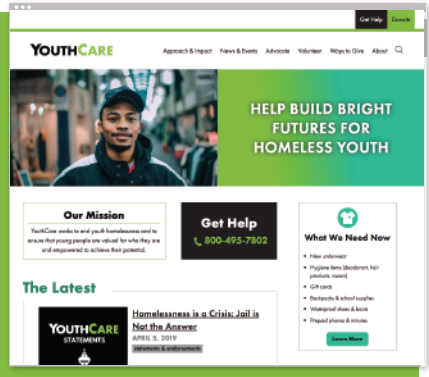 Get Help Donate
YOUTHCARE
Approach & Impact News & Events Advocate Volunteer Ways to Give About
HELP BUILD BRIGHT
FUTURES FOR
HOMELESS YOUTH
Our Mission
YouthCare works to end youth homelessness and to
ensure that young people are valued for who they are
and empowered to achieve their potential.
Get Help
800-495-7802
What We Need Now
New underwear
Hygiene items (deodorant, hair
products, razors)
Gift cards
Backpacks & school supplies
Waterproof shoes & boots
Prepaid phones & minutes
Learn More
The Latest
YOUTHCARE
STATEMENTS
Homelessness is a Crisis; Jail is
Not the Answer
APRIL 5, 2019
statements & endorsements